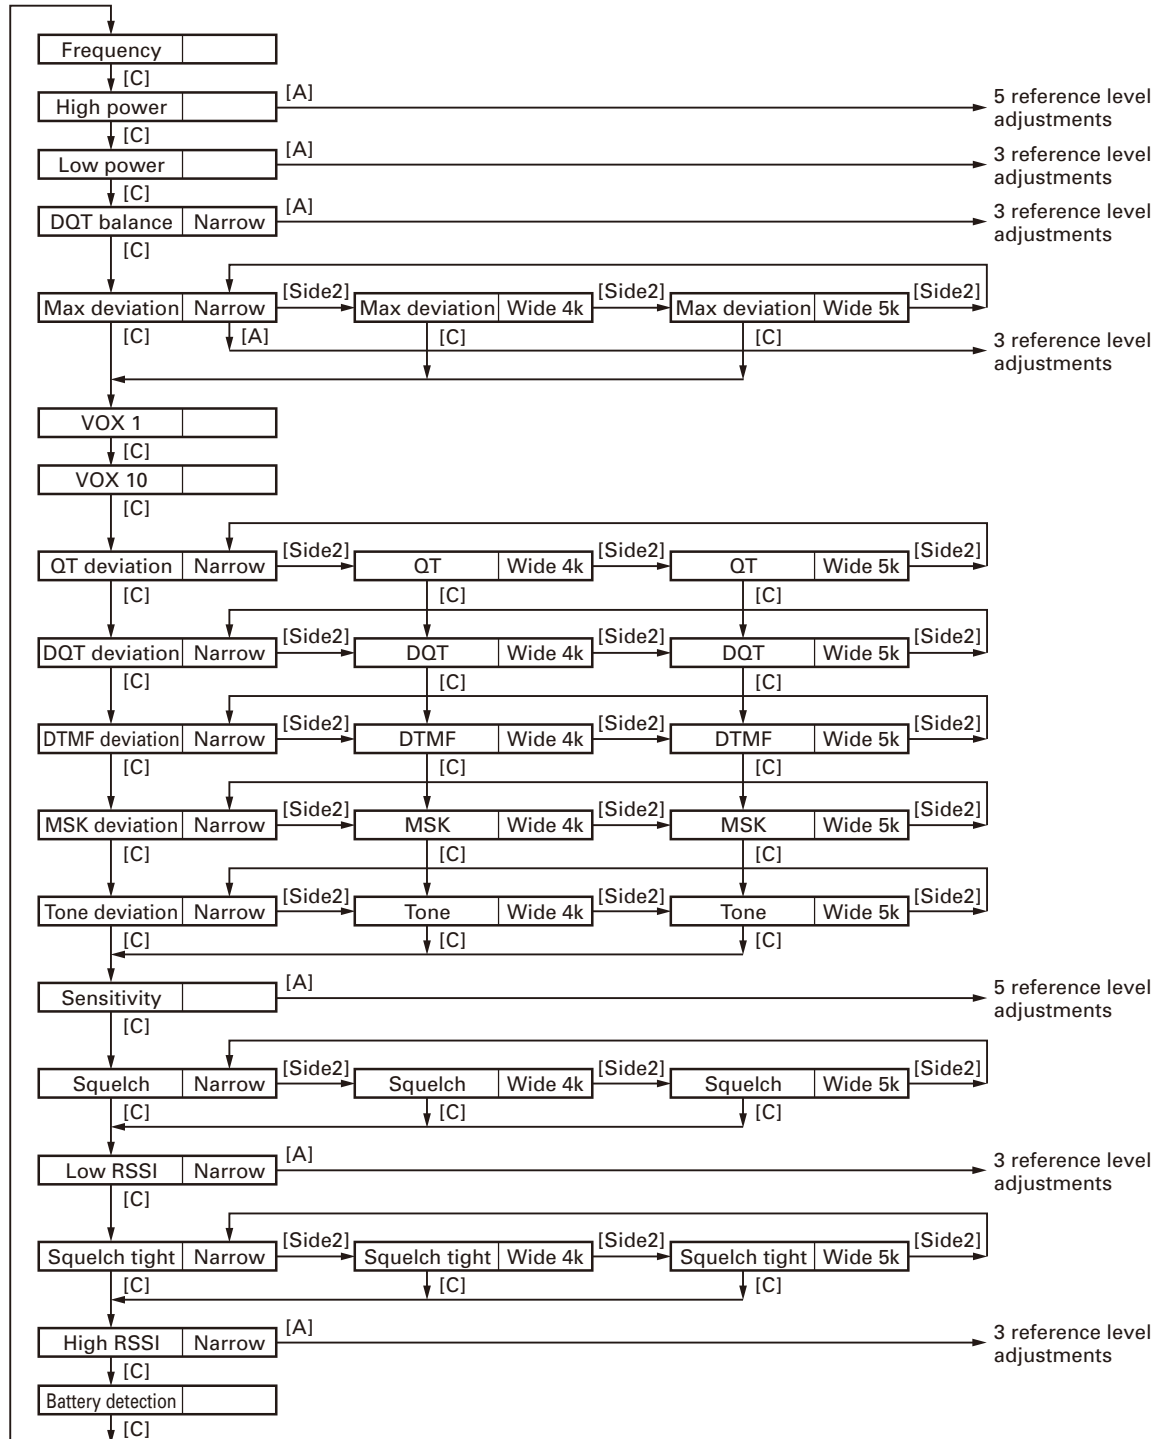 Frequency
[C]
High power [A] 5 reference level
adjustments
[C]
Low power [A] 3 reference level
adjustments
[C]
DQT balance Narrow [A] 3 reference level
adjustments
[C]
Max deviation Narrow [Side2] Max deviation Wide 4k [Side2] Max deviation Wide 5k [Side2]
[C] [A] [C] [C] 3 reference level
adjustments
VOX 1
[C]
VOX 10
[C]
QT deviation Narrow [Side2] QT Wide 4k [Side2] QT Wide 5k [Side2]
[C] [C] [C]
DQT deviation Narrow [Side2] DQT Wide 4k [Side2] DQT Wide 5k [Side2]
[C] [C] [C]
DTMF deviation Narrow [Side2] DTMF Wide 4k [Side2] DTMF Wide 5k [Side2]
[C] [C] [C]
MSK deviation Narrow [Side2] MSK Wide 4k [Side2] MSK Wide 5k [Side2]
[C] [C] [C]
Tone deviation Narrow [Side2] Tone Wide 4k [Side2] Tone Wide 5k [Side2]
[C] [C] [C]
Sensitivity [A] 5 reference level
adjustments
[C]
Squelch Narrow [Side2] Squelch Wide 4k [Side2] Squelch Wide 5k [Side2]
[C] [C] [C]
Low RSSI Narrow [A] 3 reference level
adjustments
[C]
Squelch tight Narrow [Side2] Squelch tight Wide 4k [Side2] Squelch tight Wide 5k [Side2]
[C] [C] [C]
High RSSI Narrow [A] 3 reference level
adjustments
[C]
Battery detection
[C]